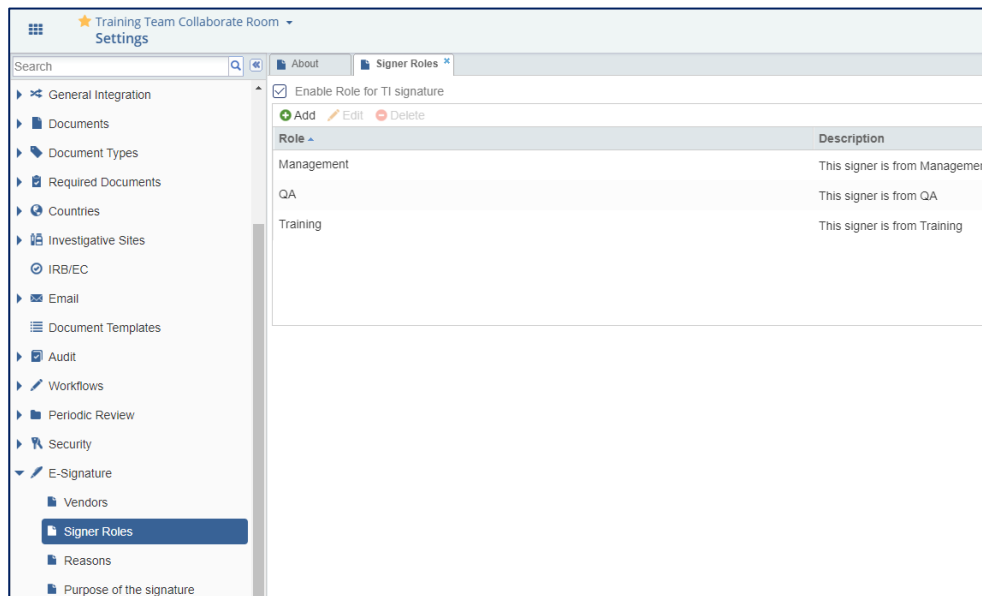 Training Team Collaborate Room
Settings
Search
About
Signer Roles
General Integration
Documents
Document Types
Required Documents
Countries
Investigative Sites
IRB/EC
Email
Document Templates
Audit
Workflows
Periodic Review
Security
E-Signature
Vendors
Signer Roles
Reasons
Purpose of the signature
Enable Role for TI signature
Add Edit Delete
Role Description
Management This signer is from Managemen
QA This signer is from QA
Training This signer is from Training